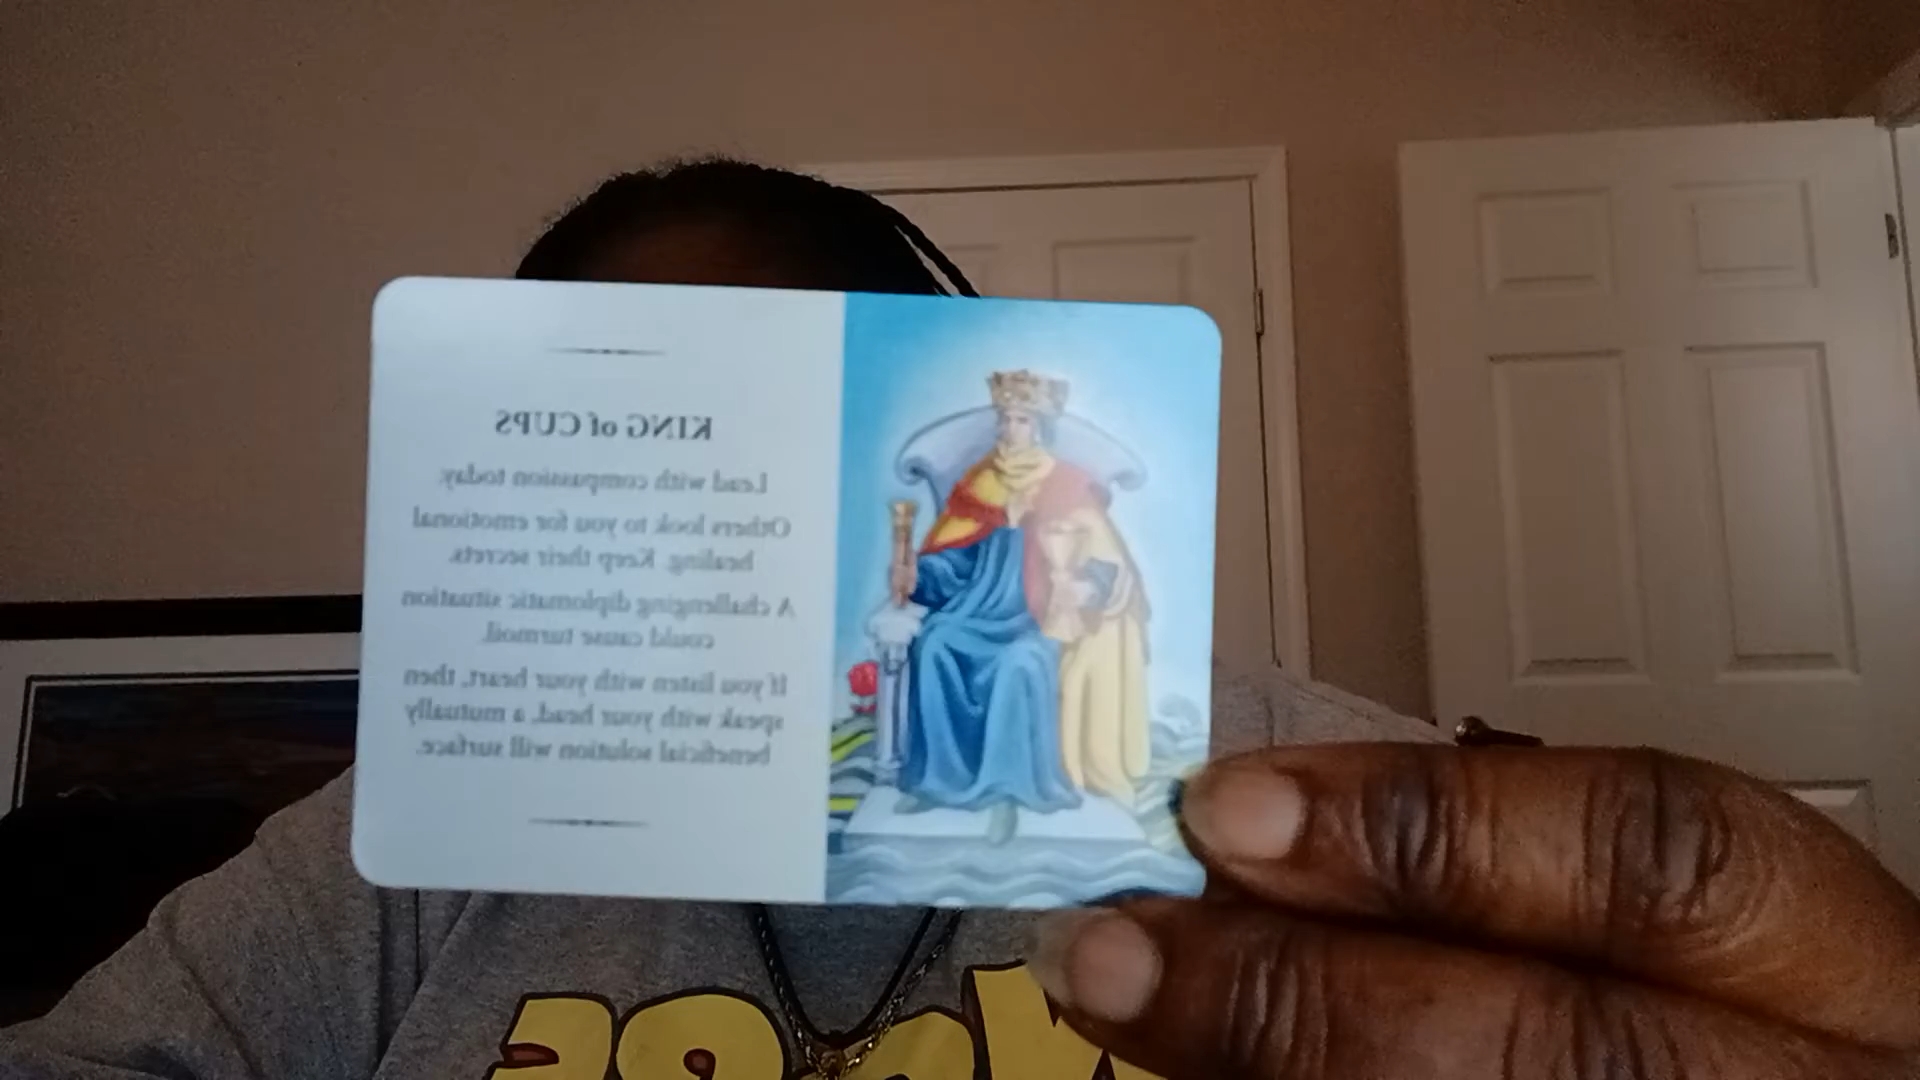 KING of CUPS
Lead with compassion today.
Others look to you for emotional
healing. Keep their secrets.
A challenging diplomatic situation
could cause turmoil.
If you listen with your heart, then
speak with your head, a mutually
beneficial solution will surface.